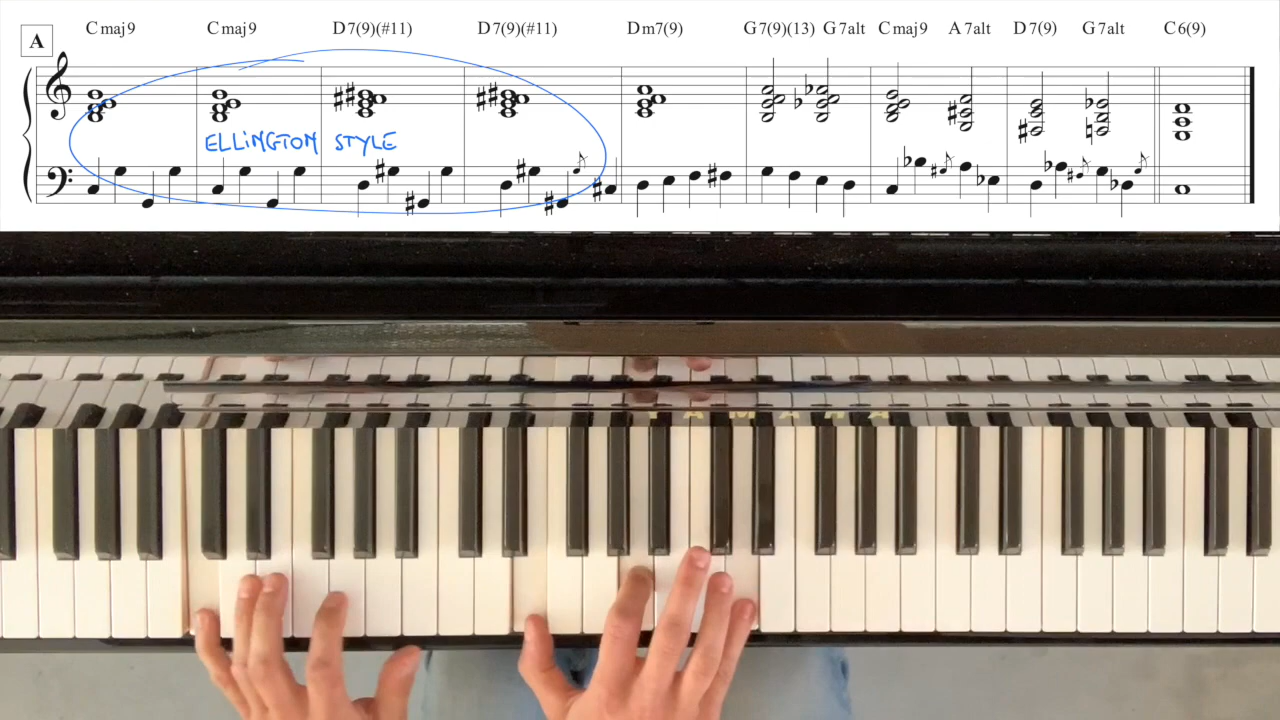 Cmaj9 Cmaj9 D7(9)(#11) D7(9)(#11) Dm7(9) G7(9)(13) G7alt Cmaj9 A7alt D7(9) G7alt C6(9)
A
ELLINGTON STYLE
YAMAHA